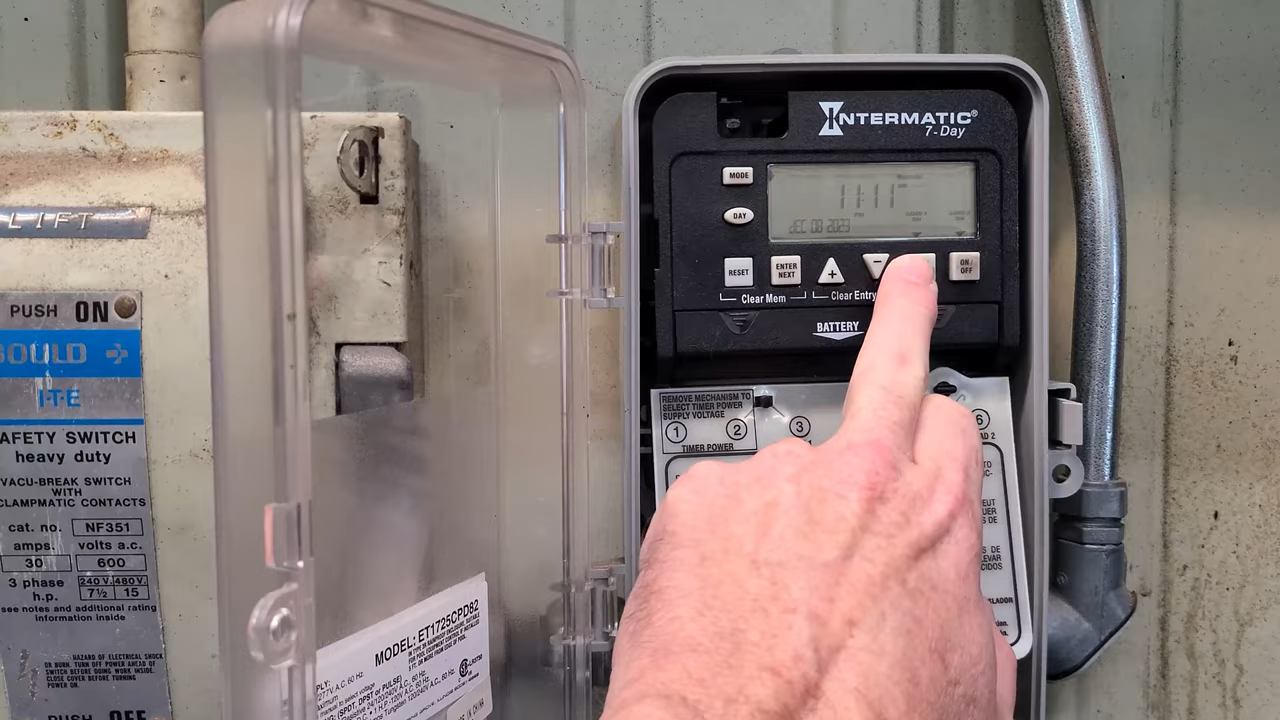 LIFT
PUSH ON
GOULD
I-T-E
SAFETY SWITCH
heavy duty
VACU-BREAK SWITCH
WITH
CLAMPMATIC CONTACTS
cat. no. NF351
amps. volts a.c.
30 600
3 phase 240 V. 480 V.
h.p. 7½ 15
see notes and additional rating
information inside
HAZARD OF ELECTRICAL SHOCK
OR BURN. TURN OFF POWER AHEAD OF
SWITCH BEFORE DOING WORK INSIDE.
CLOSE COVER BEFORE TURNING
POWER ON.
PUSH OFF
MODEL: ET1725CPD82
INTERMATIC®
7-Day
MODE
DAY
11:11
PM
DEC 08 2023
RESET
ENTER
NEXT
+
−
ON/
OFF
Clear Mem
Clear Entry
BATTERY
REMOVE MECHANISM TO
SELECT TIMER POWER
SUPPLY VOLTAGE
1 2 3
TIMER POWER
6